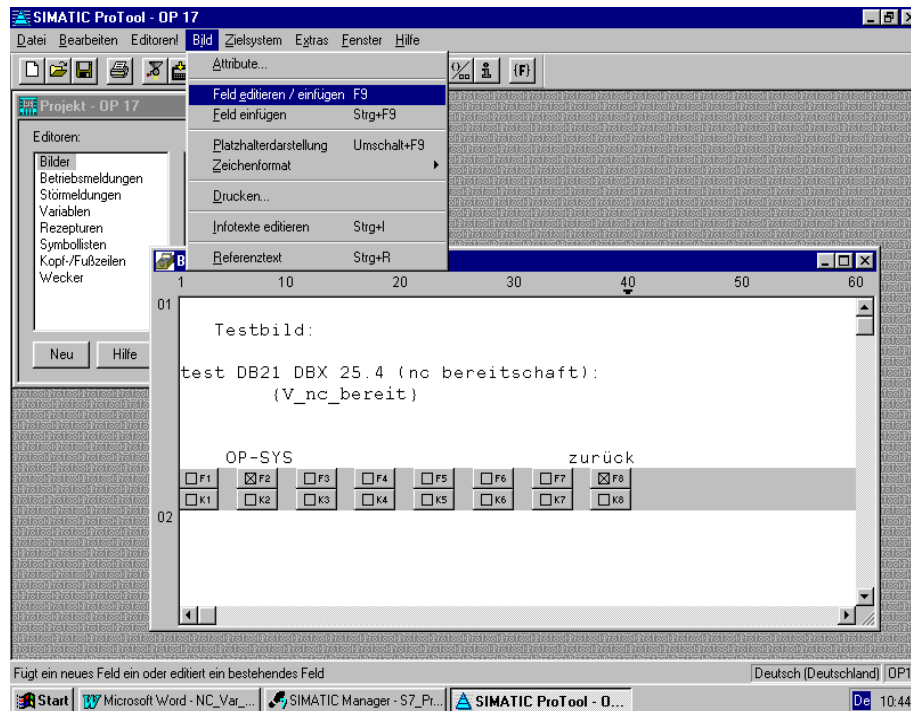 SIMATIC ProTool - OP 17
Datei Bearbeiten Editoren! Bild Zielsystem Extras Fenster Hilfe
Attribute...
Feld editieren / einfügen F9
Feld einfügen Strg+F9
Platzhalterdarstellung Umschalt+F9
Zeichenformat
Drucken...
Infotexte editieren Strg+I
Referenztext Strg+R
{F}
Projekt - OP 17
Editoren:
Bilder
Betriebsmeldungen
Störmeldungen
Variablen
Rezepturen
Symbollisten
Kopf-/Fußzeilen
Wecker
Neu Hilfe
B
1 10 20 30 40 50 60
01
Testbild:
test DB21 DBX 25.4 (nc bereitschaft):
{V_nc_bereit}
OP-SYS zurück
F1 F2 F3 F4 F5 F6 F7 F8
K1 K2 K3 K4 K5 K6 K7 K8
02
Fügt ein neues Feld ein oder editiert ein bestehendes Feld Deutsch (Deutschland) OP1
Start Microsoft Word - NC_Var_... SIMATIC Manager - S7_Pr... SIMATIC ProTool - O... De 10:44